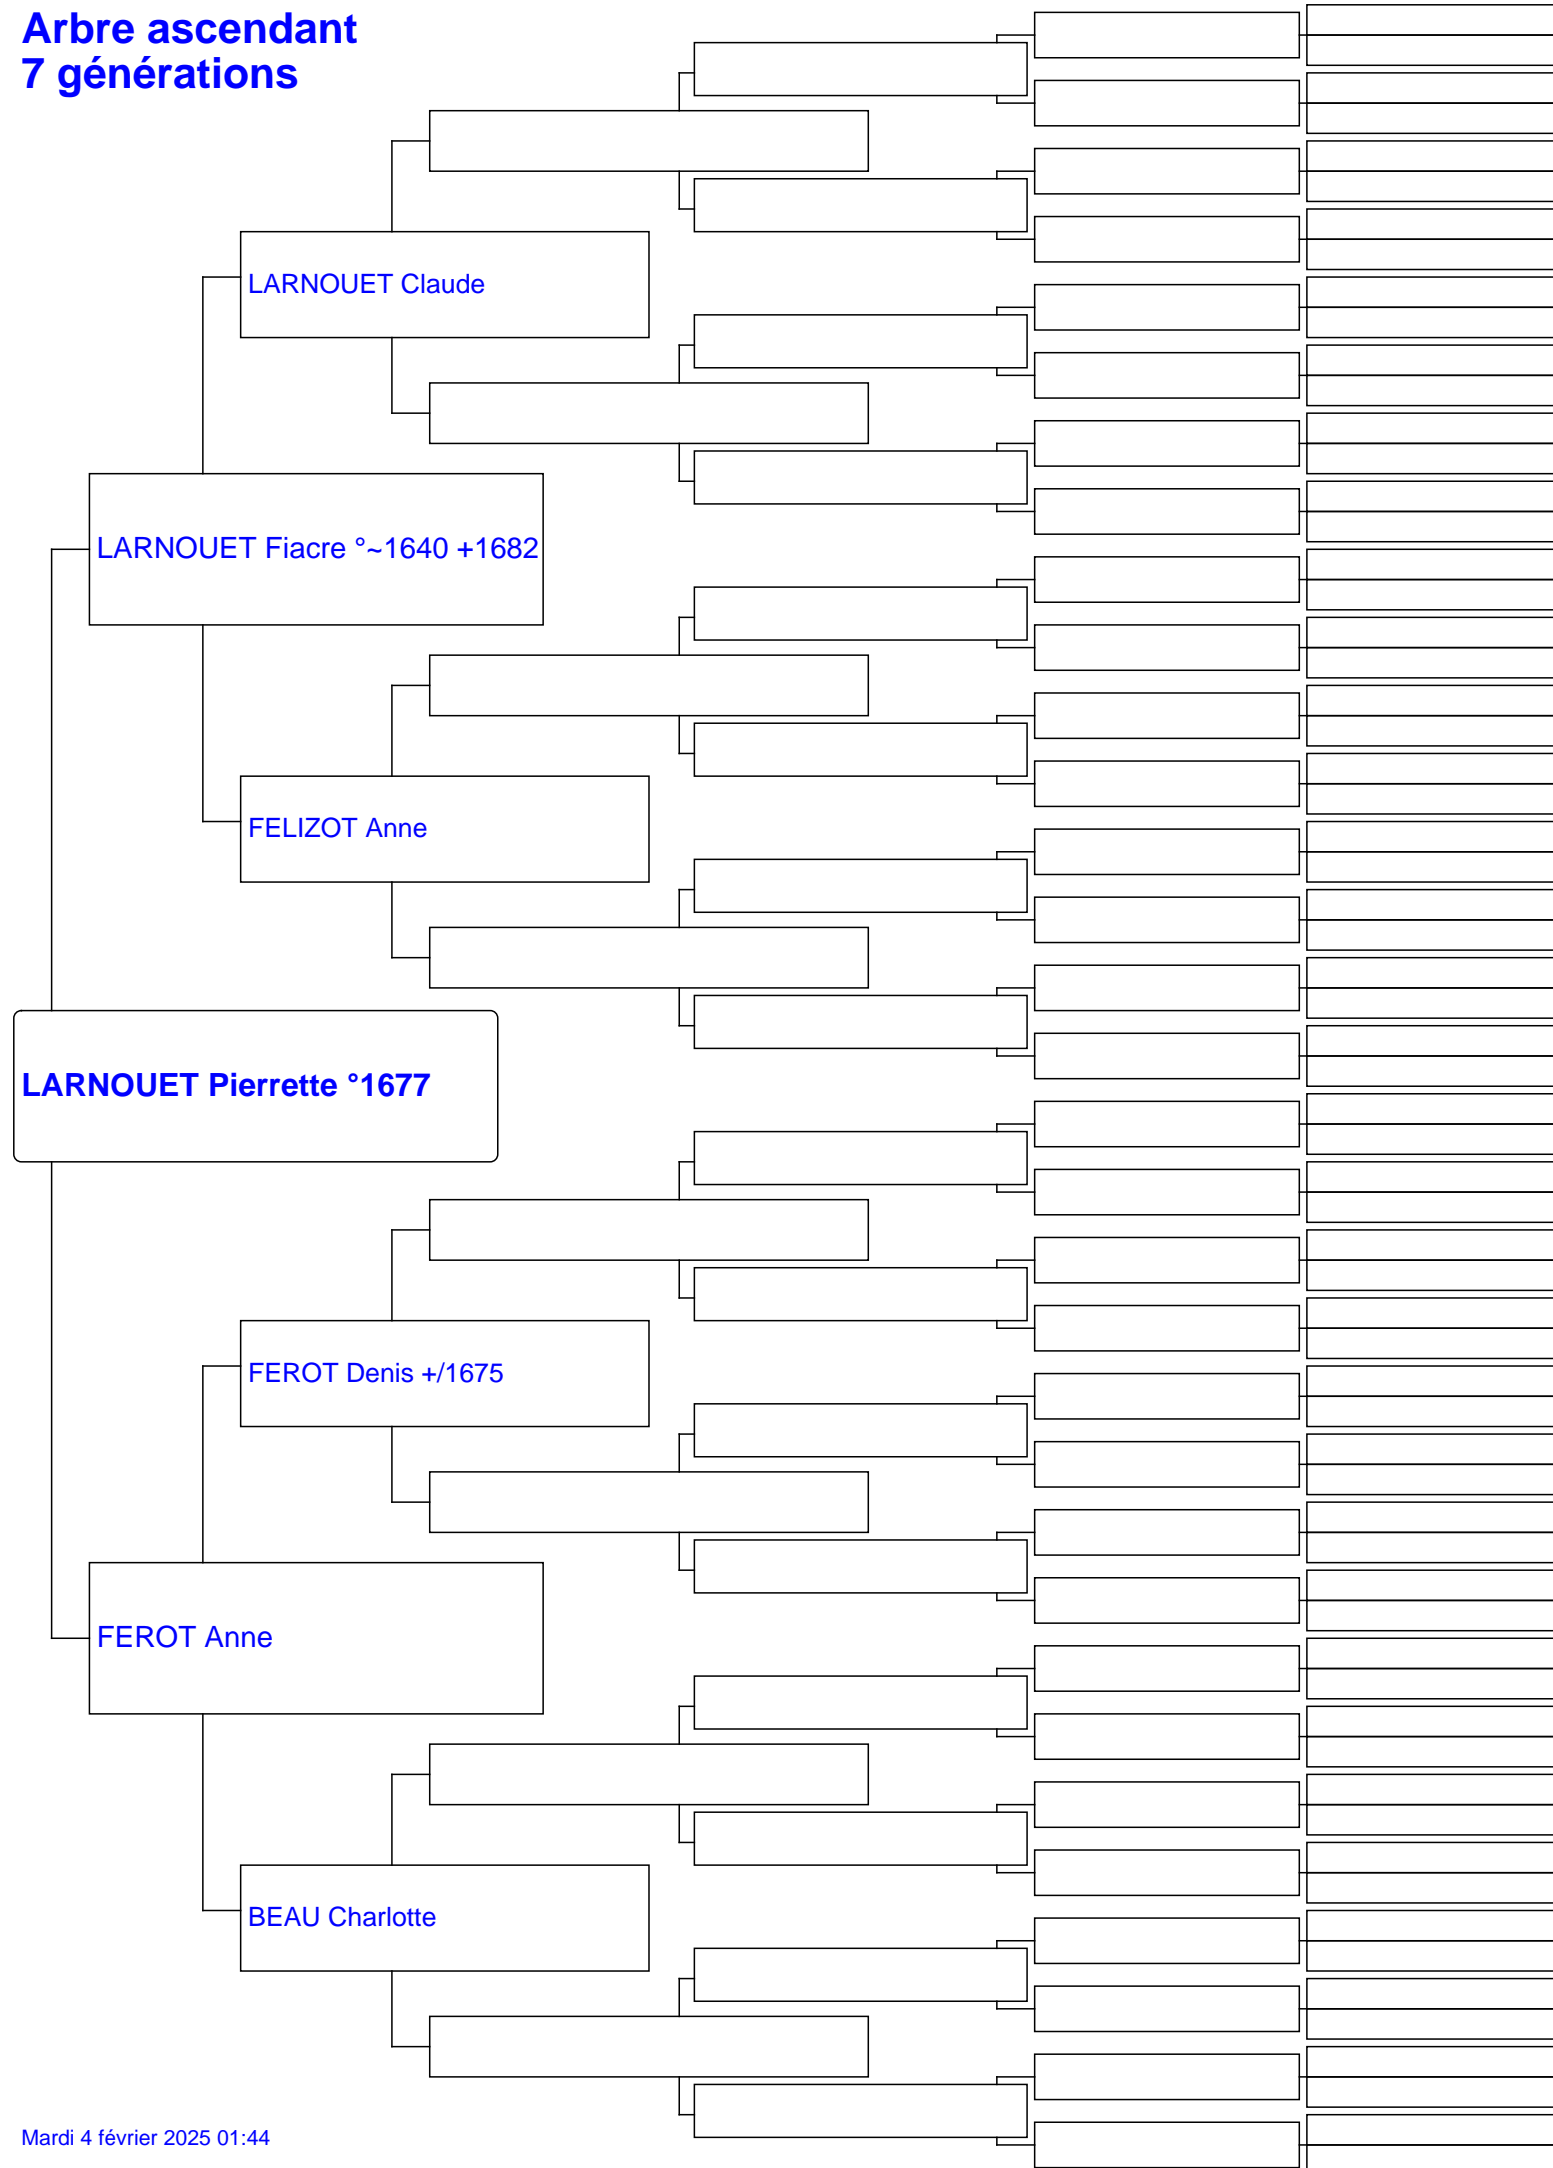 Arbre ascendant
7 générations
LARNOUET Claude
LARNOUET Fiacre °~1640 +1682
FELIZOT Anne
LARNOUET Pierrette °1677
FEROT Denis +/1675
FEROT Anne
BEAU Charlotte
Mardi 4 février 2025 01:44